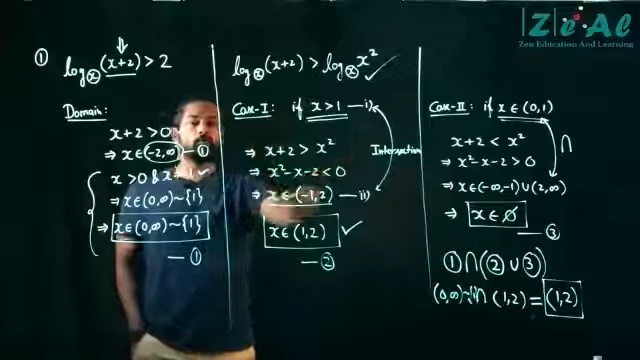 ZeAL
Zen Education And Learning
① log_x (x+2) > 2
Domain:
x+2 > 0
⇒ x ∈ (-2, ∞) — ①
x > 0 & x ≠ 1 ✓
⇒ x ∈ (0, ∞) ~ {1}
⇒ x ∈ (0, ∞) ~ {1}
— ①
log_x (x+2) > log_x x² ✓
Case-I: if x > 1 — i)
⇒ x+2 > x²
⇒ x²-x-2 < 0
⇒ x ∈ (-1, 2) — ii)
Intersection
x ∈ (1, 2) ✓
— ②
Case-II: if x ∈ (0, 1)
x+2 < x²
⇒ x²-x-2 > 0
∩
⇒ x ∈ (-∞, -1) ∪ (2, ∞)
⇒ x ∈ ∅
— ③
① ∩ (② ∪ ③)
(0, ∞) ~ {1} ∩ (1, 2) = (1, 2)